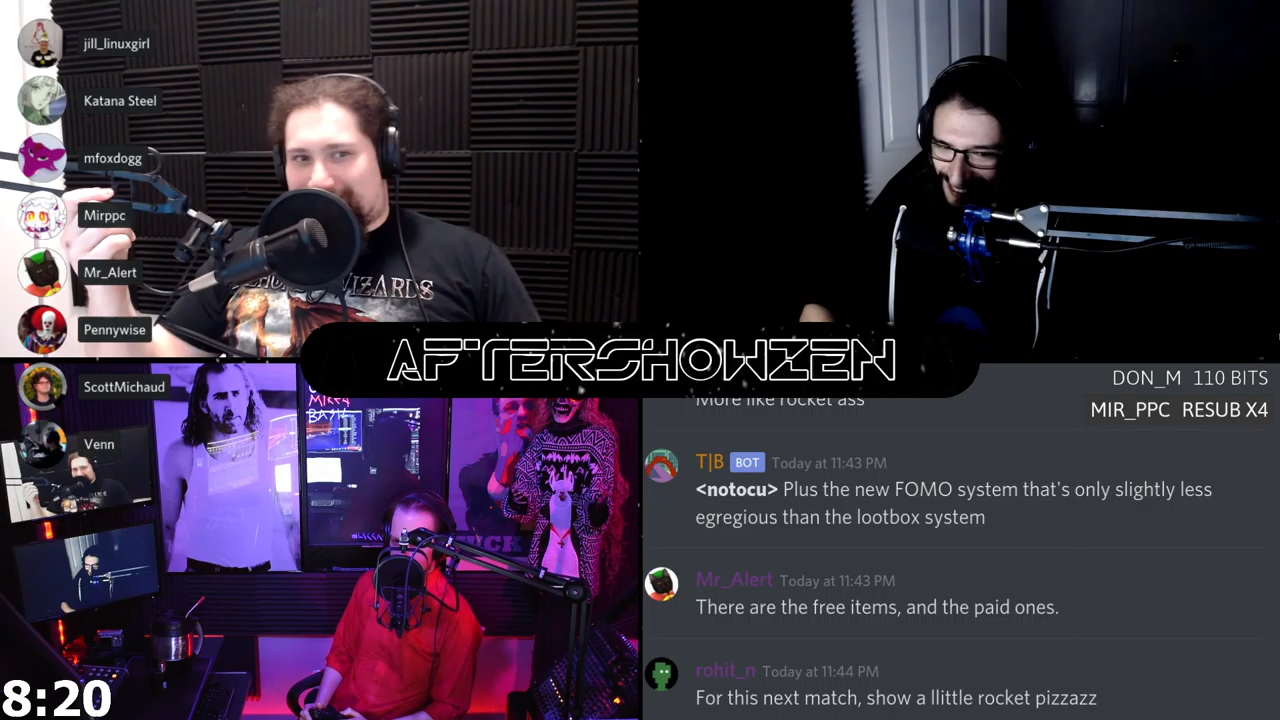 jill_linuxgirl
Katana Steel
mfoxdogg
Mirppc
Mr_Alert
Pennywise
ScottMichaud
Venn
WIZARDS
AFTERSHOWZEN
DON_M 110 BITS
MIR_PPC RESUB X4
More like rocket ass
T|B BOT Today at 11:43 PM
<notocu> Plus the new FOMO system that's only slightly less
egregious than the lootbox system
Mr_Alert Today at 11:43 PM
There are the free items, and the paid ones.
rohit_n Today at 11:44 PM
For this next match, show a llittle rocket pizzazz
8:20